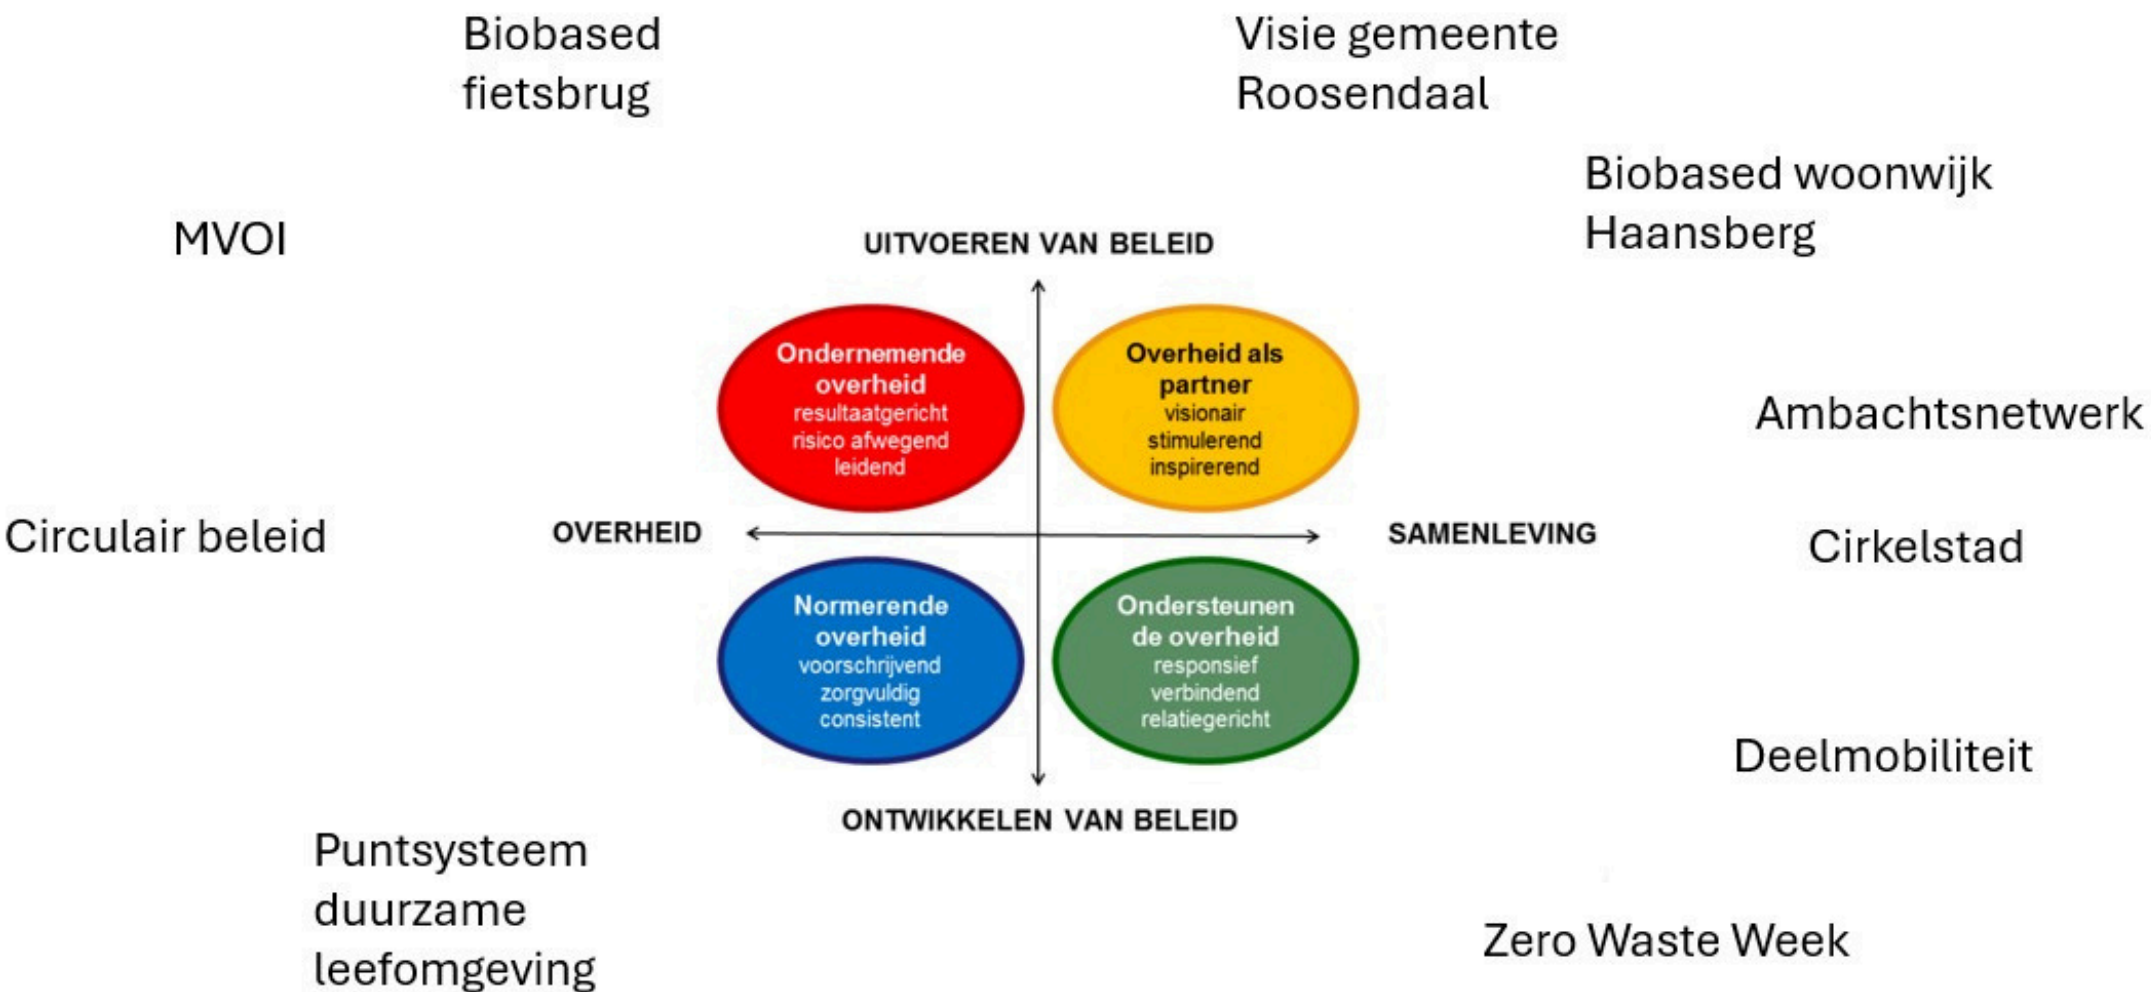 Biobased
fietsbrug
Visie gemeente
Roosendaal
Biobased woonwijk
Haansberg
MVOI
UITVOEREN VAN BELEID
Ondernemende
overheid
resultaatgericht
risico afwegend
leidend
Overheid als
partner
visionair
stimulerend
inspirerend
Ambachtsnetwerk
Circulair beleid
OVERHEID
SAMENLEVING
Cirkelstad
Normerende
overheid
voorschrijvend
zorgvuldig
consistent
Ondersteunen
de overheid
responsief
verbindend
relatiegericht
Deelmobiliteit
ONTWIKKELEN VAN BELEID
Puntsysteem
duurzame
leefomgeving
Zero Waste Week